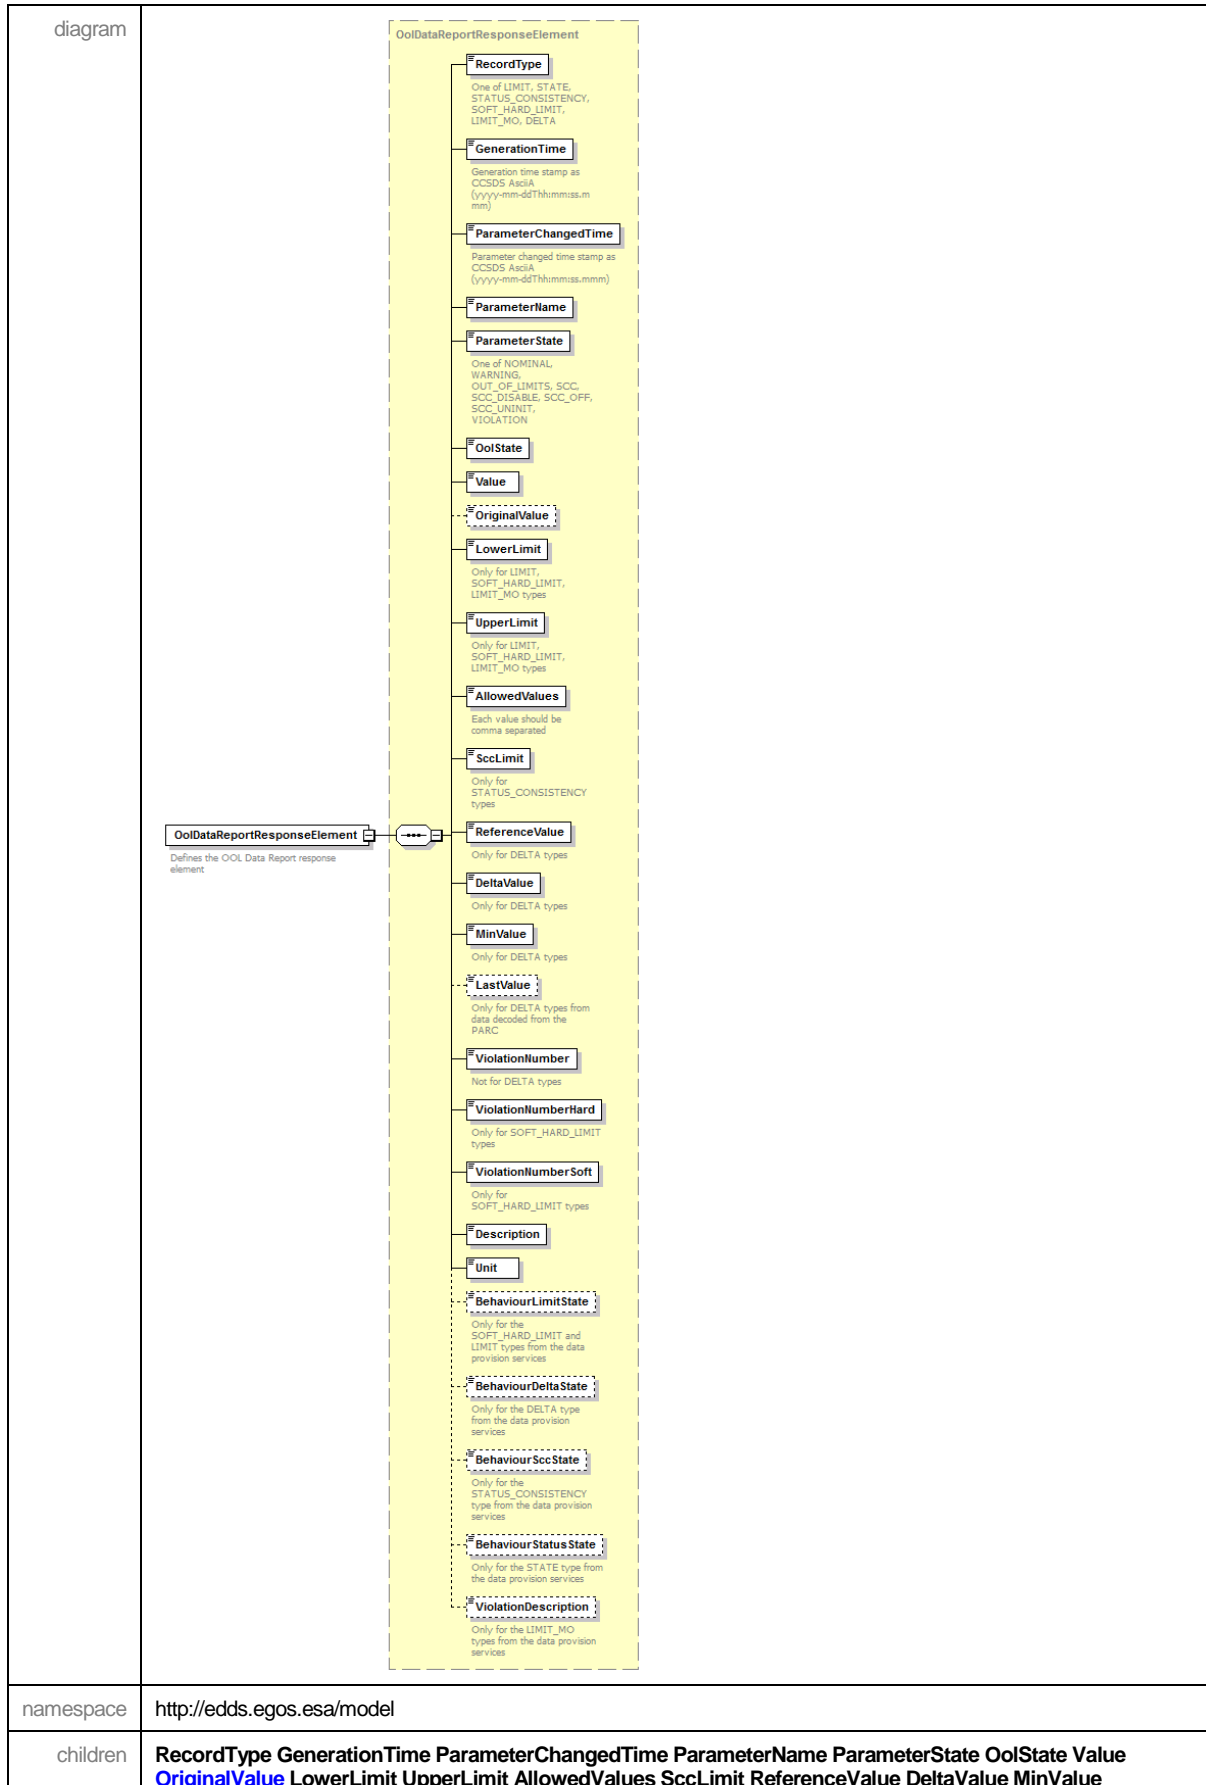 diagram
OolDataReportResponseElement
RecordType
One of LIMIT, STATE,
STATUS_CONSISTENCY,
SOFT_HARD_LIMIT,
LIMIT_MO, DELTA
GenerationTime
Generation time stamp as
CCSDS AsciiA
(yyyy-mm-ddThh:mm:ss.m
mm)
ParameterChangedTime
Parameter changed time stamp as
CCSDS AsciiA
(yyyy-mm-ddThh:mm:ss.mmm)
ParameterName
ParameterState
One of NOMINAL,
WARNING,
OUT_OF_LIMITS, SCC,
SCC_DISABLE, SCC_OFF,
SCC_UNINIT,
VIOLATION
OolState
Value
OriginalValue
LowerLimit
Only for LIMIT,
SOFT_HARD_LIMIT,
LIMIT_MO types
UpperLimit
Only for LIMIT,
SOFT_HARD_LIMIT,
LIMIT_MO types
AllowedValues
Each value should be
comma separated
SccLimit
Only for
STATUS_CONSISTENCY
types
OolDataReportResponseElement
Defines the OOL Data Report response
element
ReferenceValue
Only for DELTA types
DeltaValue
Only for DELTA types
MinValue
Only for DELTA types
LastValue
Only for DELTA types from
data decoded from the
PARC
ViolationNumber
Not for DELTA types
ViolationNumberHard
Only for SOFT_HARD_LIMIT
types
ViolationNumberSoft
Only for
SOFT_HARD_LIMIT types
Description
Unit
BehaviourLimitState
Only for the
SOFT_HARD_LIMIT and
LIMIT types from the data
provision services
BehaviourDeltaState
Only for the DELTA type
from the data provision
services
BehaviourSccState
Only for the
STATUS_CONSISTENCY
type from the data provision
services
BehaviourStatusState
Only for the STATE type from
the data provision services
ViolationDescription
Only for the LIMIT_MO
types from the data provision
services
namespace http://edds.egos.esa/model
children RecordType GenerationTime ParameterChangedTime ParameterName ParameterState OolState Value
OriginalValue LowerLimit UpperLimit AllowedValues SccLimit ReferenceValue DeltaValue MinValue